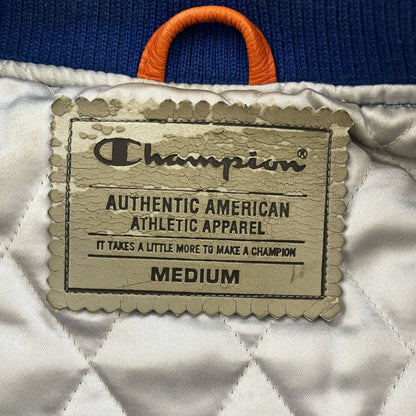 Champion®
AUTHENTIC AMERICAN
ATHLETIC APPAREL
IT TAKES A LITTLE MORE TO MAKE A CHAMPION
MEDIUM